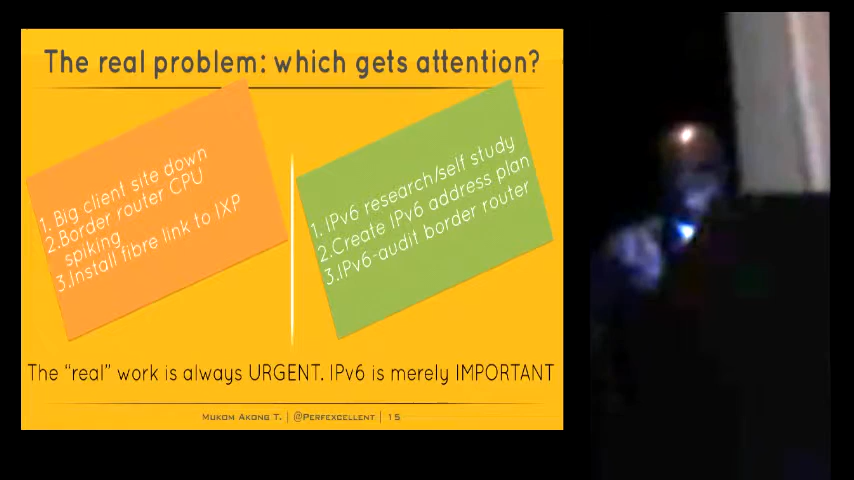 The real problem: which gets attention?
1. Big client site down
2.Border router CPU
spiking
3.Install fibre link to IXP
1. IPv6 research/self study
2.Create IPv6 address plan
3.IPv6-audit border router
The "real" work is always URGENT. IPv6 is merely IMPORTANT
Mukom Akong T. | @Perfexcellent | 15